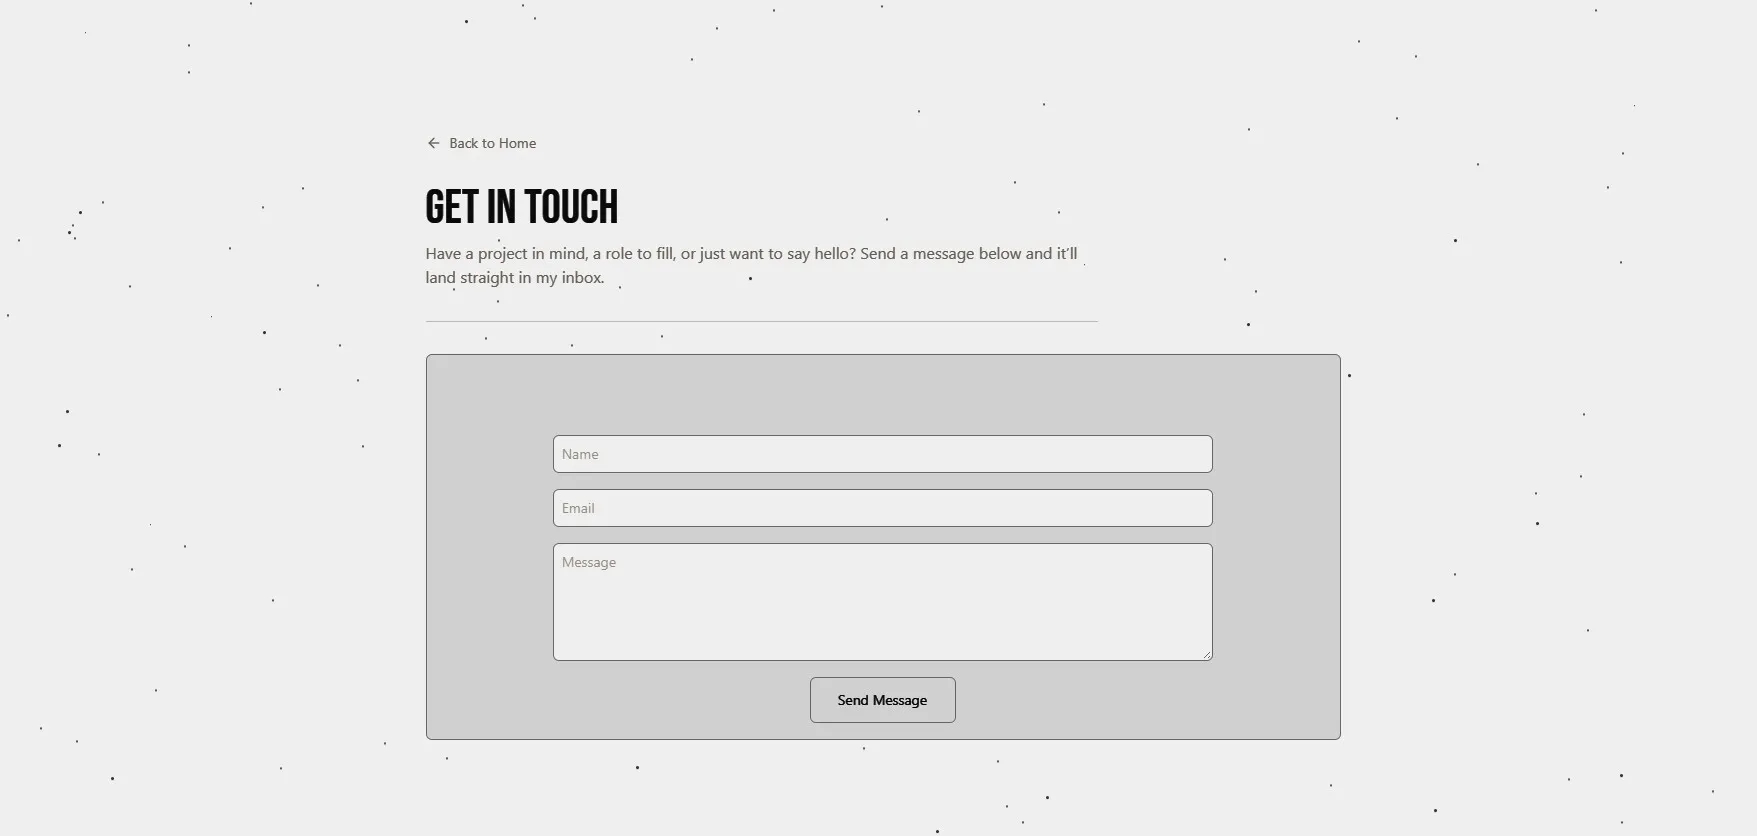 Back to Home
GET IN TOUCH
Have a project in mind, a role to fill, or just want to say hello? Send a message below and it’ll
land straight in my inbox.
Name
Email
Message
Send Message